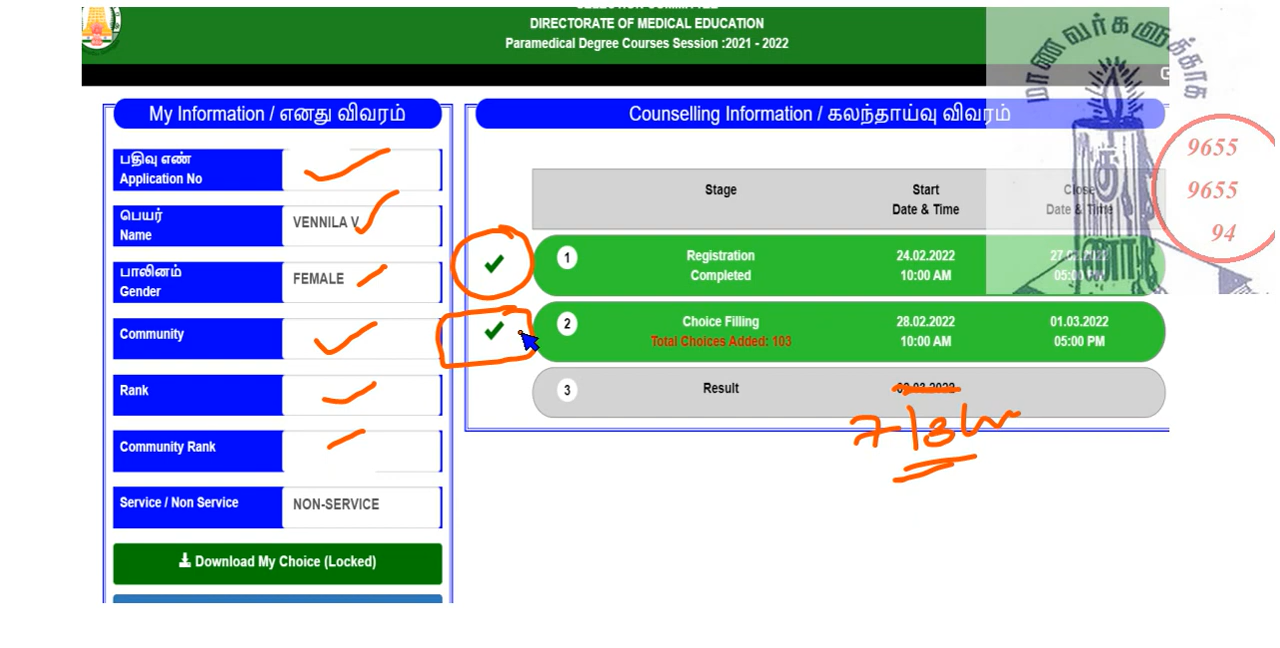 SELECTION COMMITTEE
DIRECTORATE OF MEDICAL EDUCATION
Paramedical Degree Courses Session :2021 - 2022
மாணவர்களுக்காக
9655
9655
94
My Information / எனது விவரம்
பதிவு எண்
Application No
பெயர்
Name
VENNILA V
பாலினம்
Gender
FEMALE
Community
Rank
Community Rank
Service / Non Service
NON-SERVICE
Download My Choice (Locked)
Counselling Information / கலந்தாய்வு விவரம்
Stage
Start
Date & Time
Close
Date & Time
1
Registration
Completed
24.02.2022
10:00 AM
2
Choice Filling
Total Choices Added: 103
28.02.2022
10:00 AM
01.03.2022
05:00 PM
3
Result